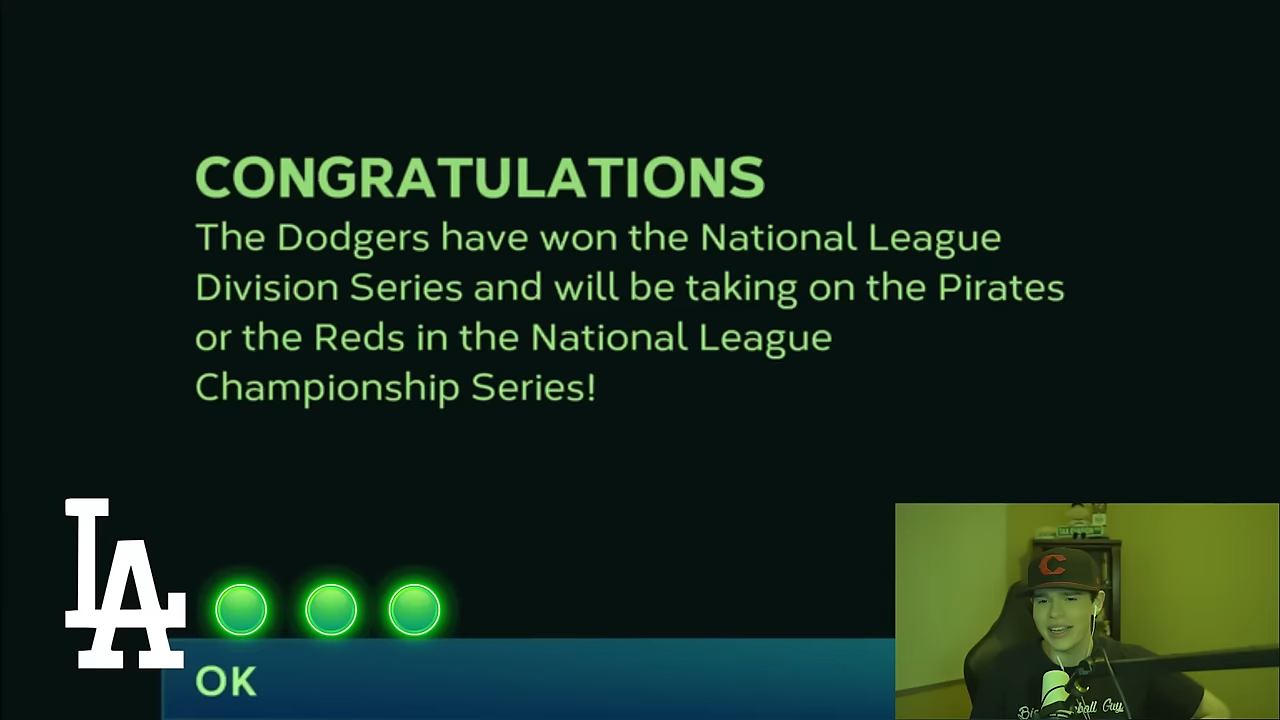 CONGRATULATIONS
The Dodgers have won the National League
Division Series and will be taking on the Pirates
or the Reds in the National League
Championship Series!
LA
OK
C